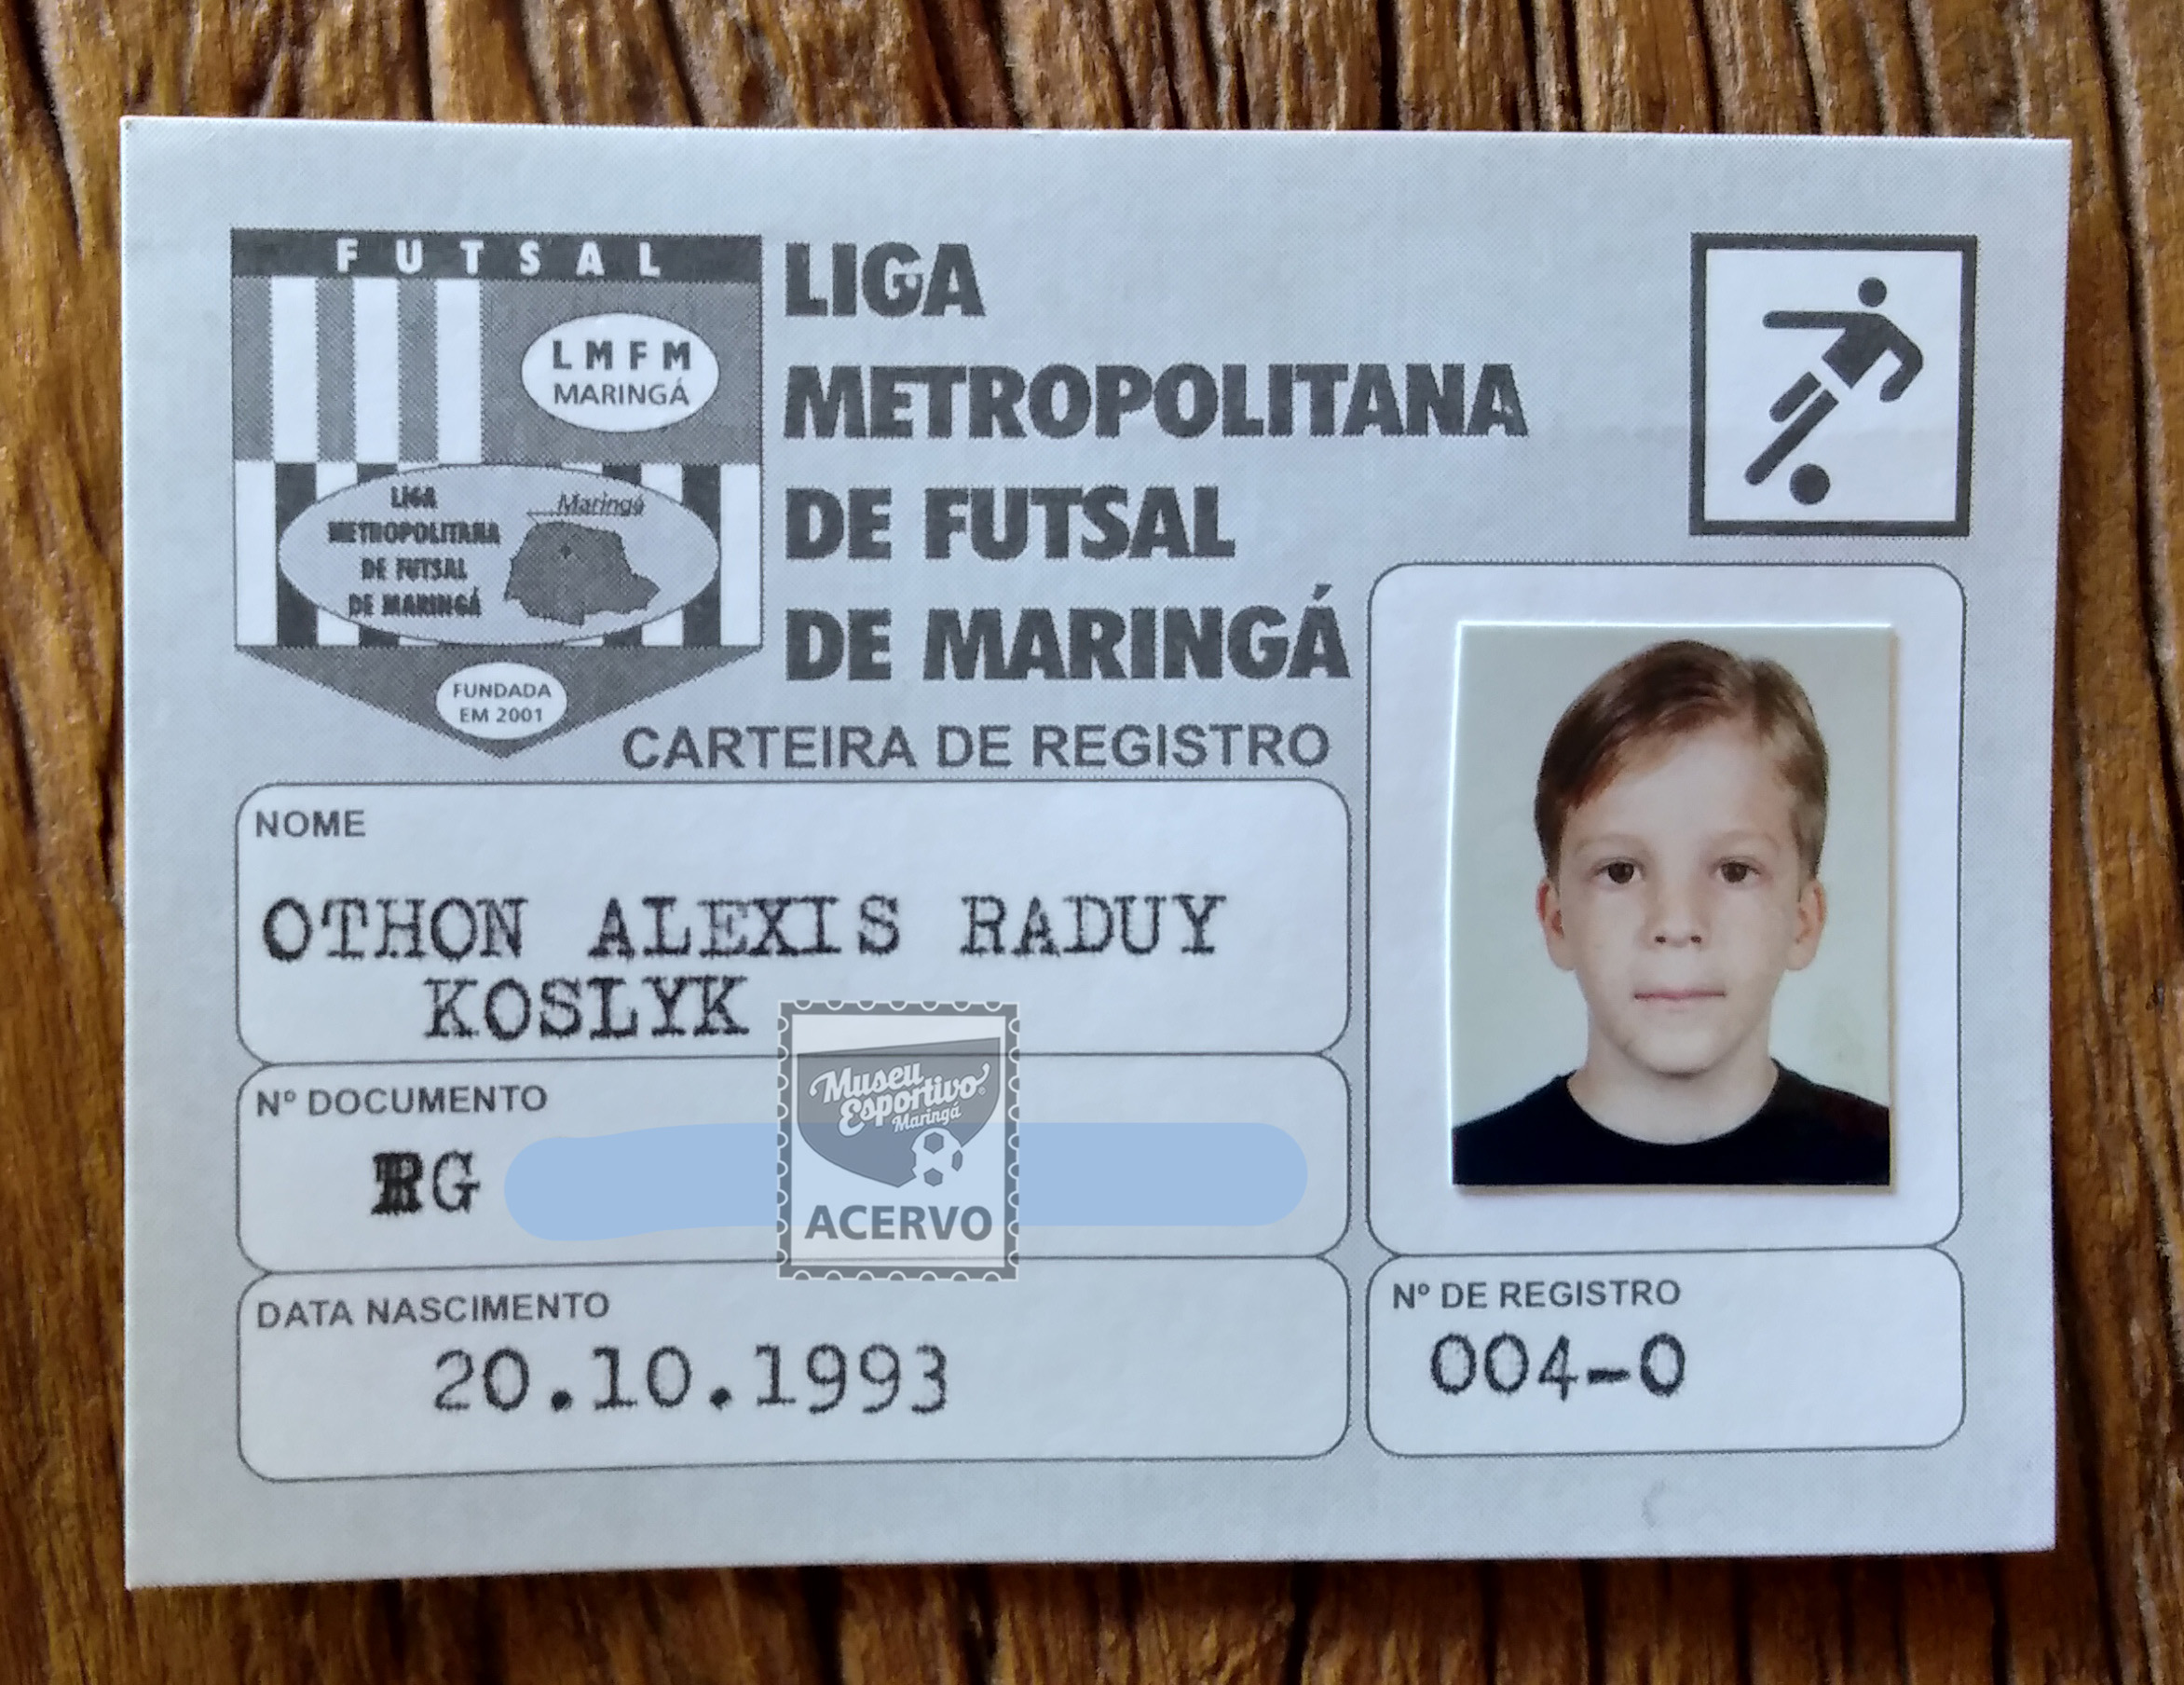 FUTSAL
LMFM
MARINGÁ
LIGA
METROPOLITANA
DE FUTSAL
DE MARINGÁ
Maringá
FUNDADA
EM 2001
LIGA
METROPOLITANA
DE FUTSAL
DE MARINGÁ
CARTEIRA DE REGISTRO
NOME
OTHON ALEXIS RADUY
KOSLYK
Nº DOCUMENTO
RG
Museu
Esportivo
Maringá
ACERVO
DATA NASCIMENTO
20.10.1993
Nº DE REGISTRO
004-0